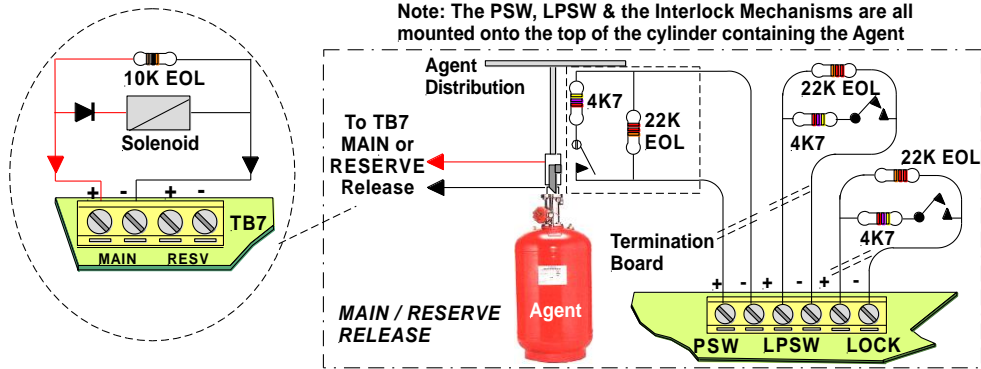 Note: The PSW, LPSW & the Interlock Mechanisms are all
mounted onto the top of the cylinder containing the Agent
10K EOL
Solenoid
+ - + -
TB7
MAIN RESV
Agent
Distribution
To TB7
MAIN or
RESERVE
Release
4K7
22K
EOL
22K EOL
4K7
22K EOL
4K7
Termination
Board
Agent
MAIN / RESERVE
RELEASE
+ - + - + -
PSW LPSW LOCK